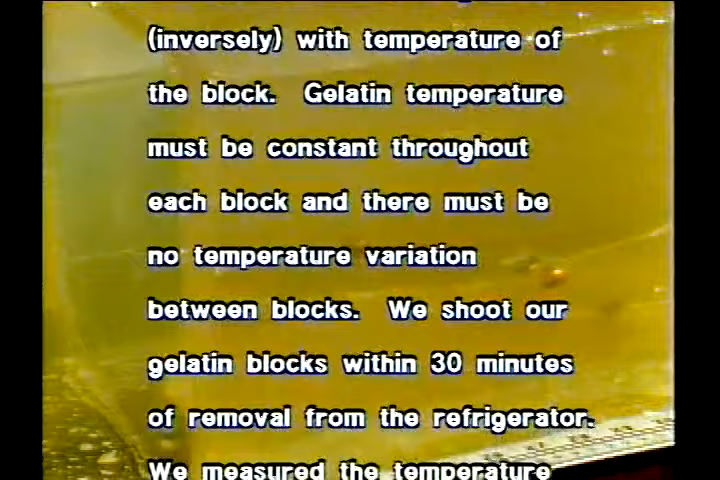 (inversely) with temperature of
the block. Gelatin temperature
must be constant throughout
each block and there must be
no temperature variation
between blocks. We shoot our
gelatin blocks within 30 minutes
of removal from the refrigerator.
We measured the temperature